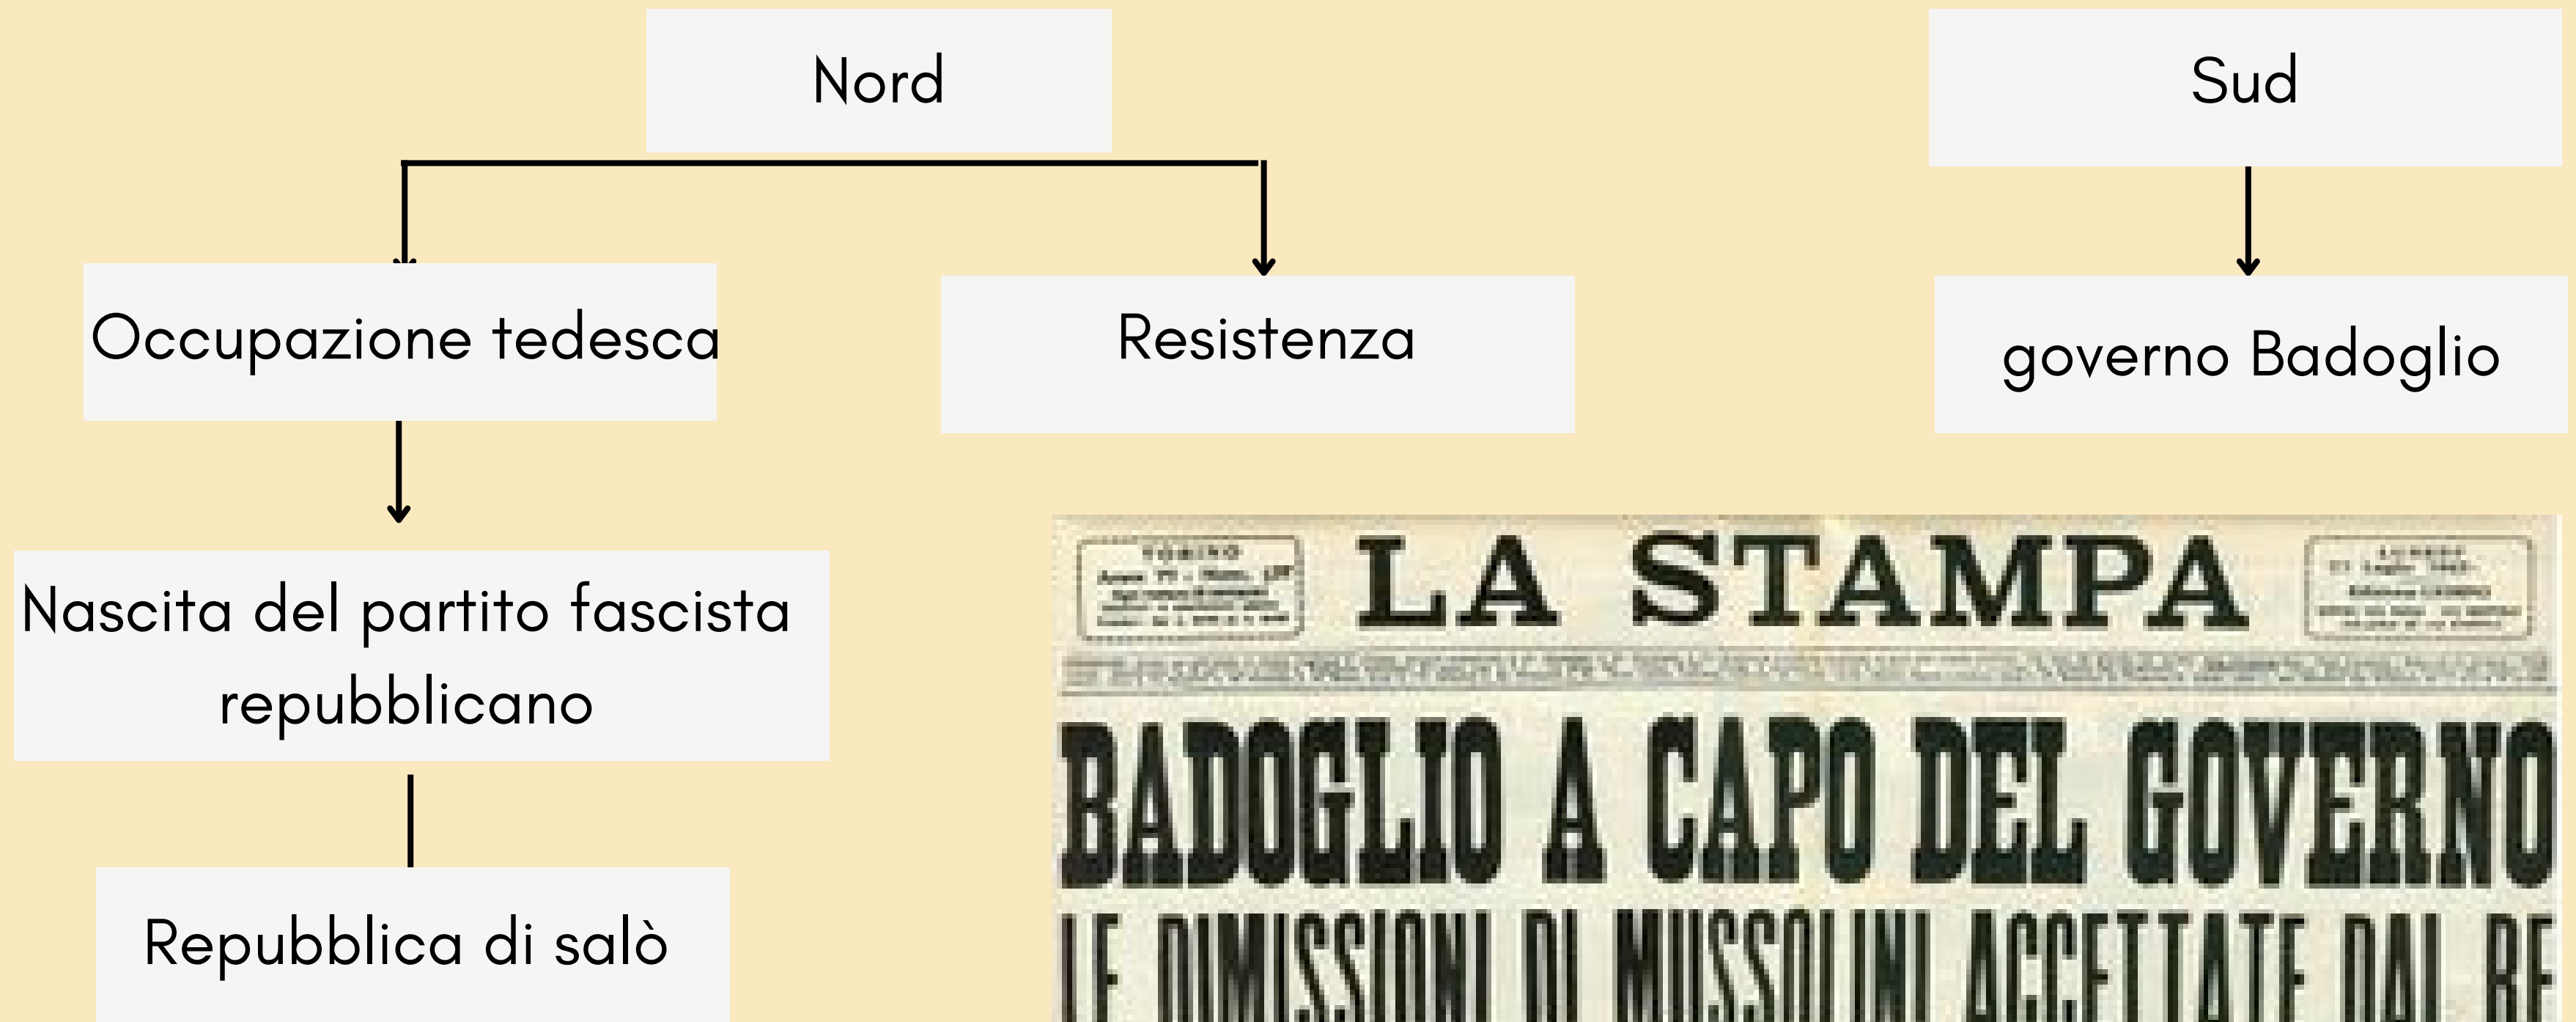 Nord
Sud
Occupazione tedesca
Resistenza
governo Badoglio
Nascita del partito fascista
repubblicano
Repubblica di salò
TORINO
LA STAMPA
BADOGLIO A CAPO DEL GOVERNO
LE DIMISSIONI DI MUSSOLINI ACCETTATE DAL RE